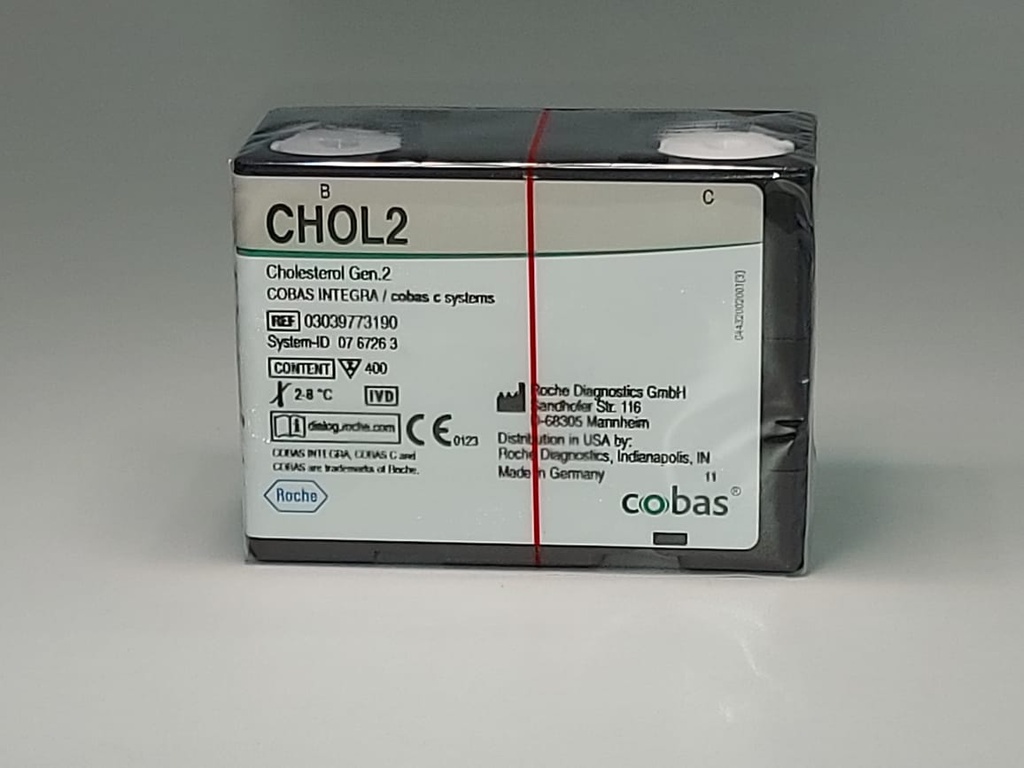 B
C
CHOL2
Cholesterol Gen.2
COBAS INTEGRA / cobas c systems
REF 03039773190
System-ID 07 6726 3
CONTENT 400
2-8 °C IVD
dialog.roche.com CE 0123
COBAS INTEGRA, COBAS C and
COBAS are trademarks of Roche.
Roche
Roche Diagnostics GmbH
Sandhofer Str. 116
D-68305 Mannheim
Distribution in USA by:
Roche Diagnostics, Indianapolis, IN
Made in Germany
11
cobas®